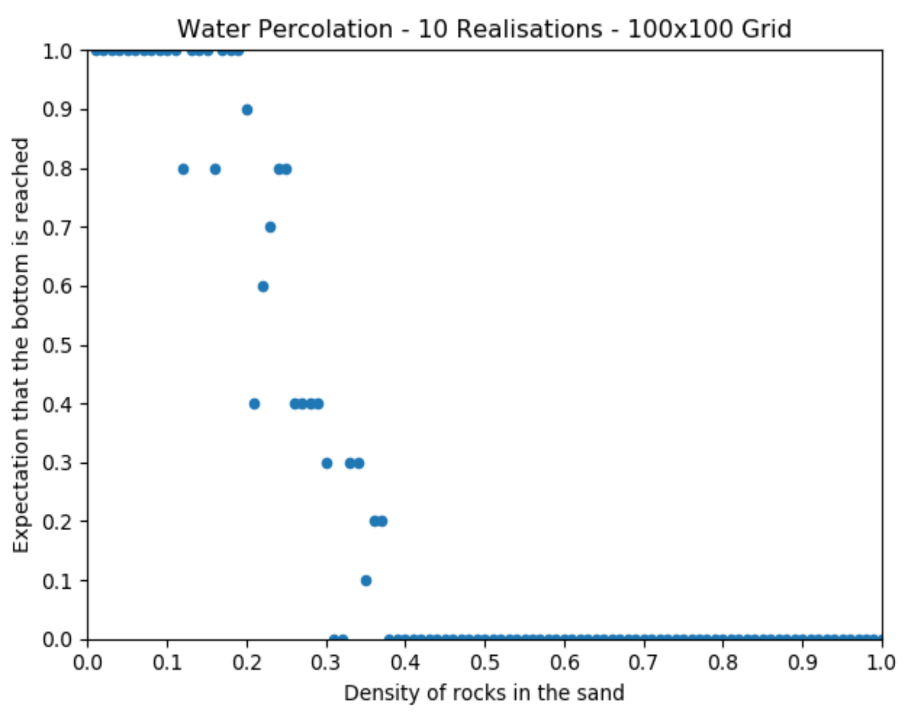 Water Percolation - 10 Realisations - 100x100 Grid
Expectation that the bottom is reached
1.0
0.9
0.8
0.7
0.6
0.5
0.4
0.3
0.2
0.1
0.0
0.0 0.1 0.2 0.3 0.4 0.5 0.6 0.7 0.8 0.9 1.0
Density of rocks in the sand